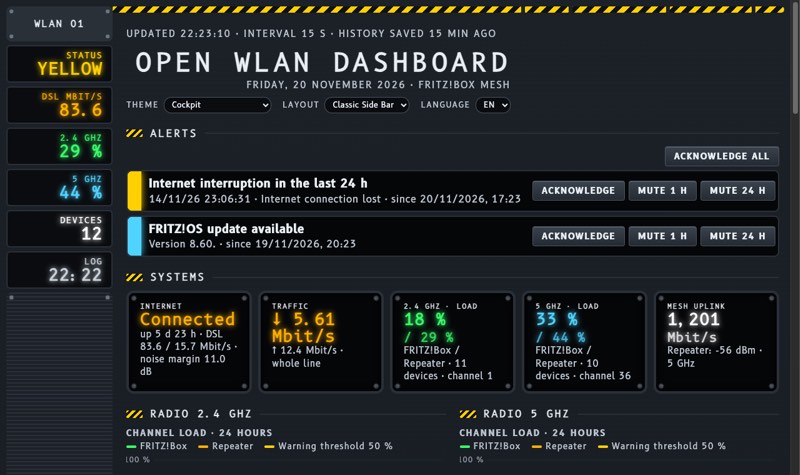 WLAN 01
STATUS
YELLOW
DSL MBIT/S
83.6
2.4 GHZ
29 %
5 GHZ
44 %
DEVICES
12
LOG
22:22
UPDATED 22:23:10 · INTERVAL 15 S · HISTORY SAVED 15 MIN AGO
OPEN WLAN DASHBOARD
FRIDAY, 20 NOVEMBER 2026 · FRITZ!BOX MESH
THEME Cockpit LAYOUT Classic Side Bar LANGUAGE EN
ALERTS
ACKNOWLEDGE ALL
Internet interruption in the last 24 h
14/11/26 23:06:31 · Internet connection lost · since 20/11/2026, 17:23
ACKNOWLEDGE MUTE 1 H MUTE 24 H
FRITZ!OS update available
Version 8.60. · since 19/11/2026, 20:23
ACKNOWLEDGE MUTE 1 H MUTE 24 H
SYSTEMS
INTERNET
Connected
up 5 d 23 h · DSL
83.6 / 15.7 Mbit/s ·
noise margin 11.0
dB
TRAFFIC
↓ 5.61
Mbit/s
↑ 12.4 Mbit/s ·
whole line
2.4 GHZ · LOAD
18 %
/ 29 %
FRITZ!Box /
Repeater · 11
devices · channel 1
5 GHZ · LOAD
33 %
/ 44 %
FRITZ!Box /
Repeater · 10
devices · channel 36
MESH UPLINK
1,201
Mbit/s
Repeater: -56 dBm ·
5 GHz
RADIO 2.4 GHZ
CHANNEL LOAD · 24 HOURS
FRITZ!Box Repeater Warning threshold 50 %
100 %
RADIO 5 GHZ
CHANNEL LOAD · 24 HOURS
FRITZ!Box Repeater Warning threshold 50 %
100 %